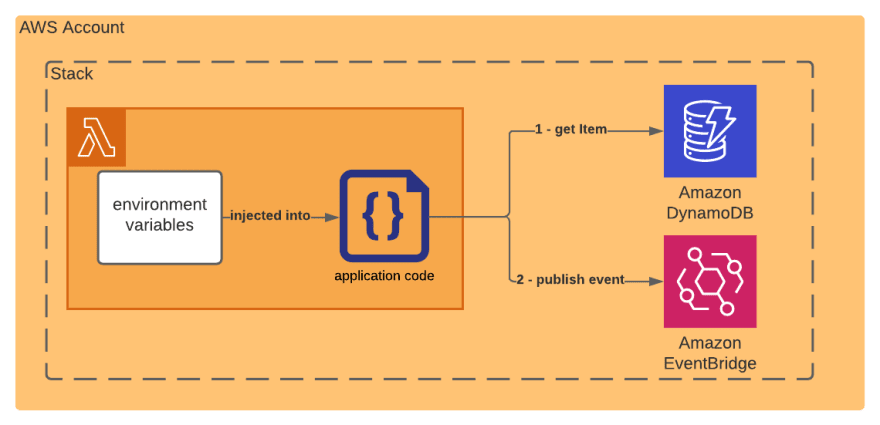 AWS Account
Stack
environment
variables
injected into
{}
application code
1 - get Item
2 - publish event
Amazon
DynamoDB
Amazon
EventBridge